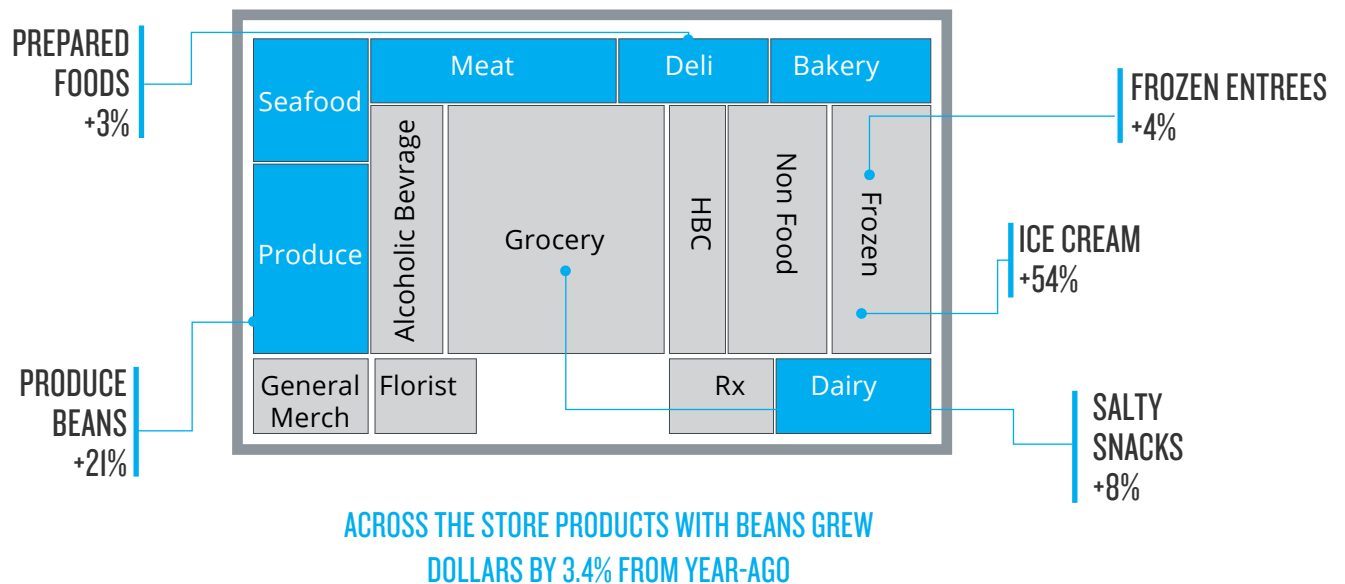 PREPARED
FOODS
+3%
PRODUCE
BEANS
+21%
Seafood
Meat
Deli
Bakery
Produce
Alcoholic Bevrage
Grocery
HBC
Non Food
Frozen
General
Merch
Florist
Rx
Dairy
FROZEN ENTREES
+4%
ICE CREAM
+54%
SALTY
SNACKS
+8%
ACROSS THE STORE PRODUCTS WITH BEANS GREW
DOLLARS BY 3.4% FROM YEAR-AGO